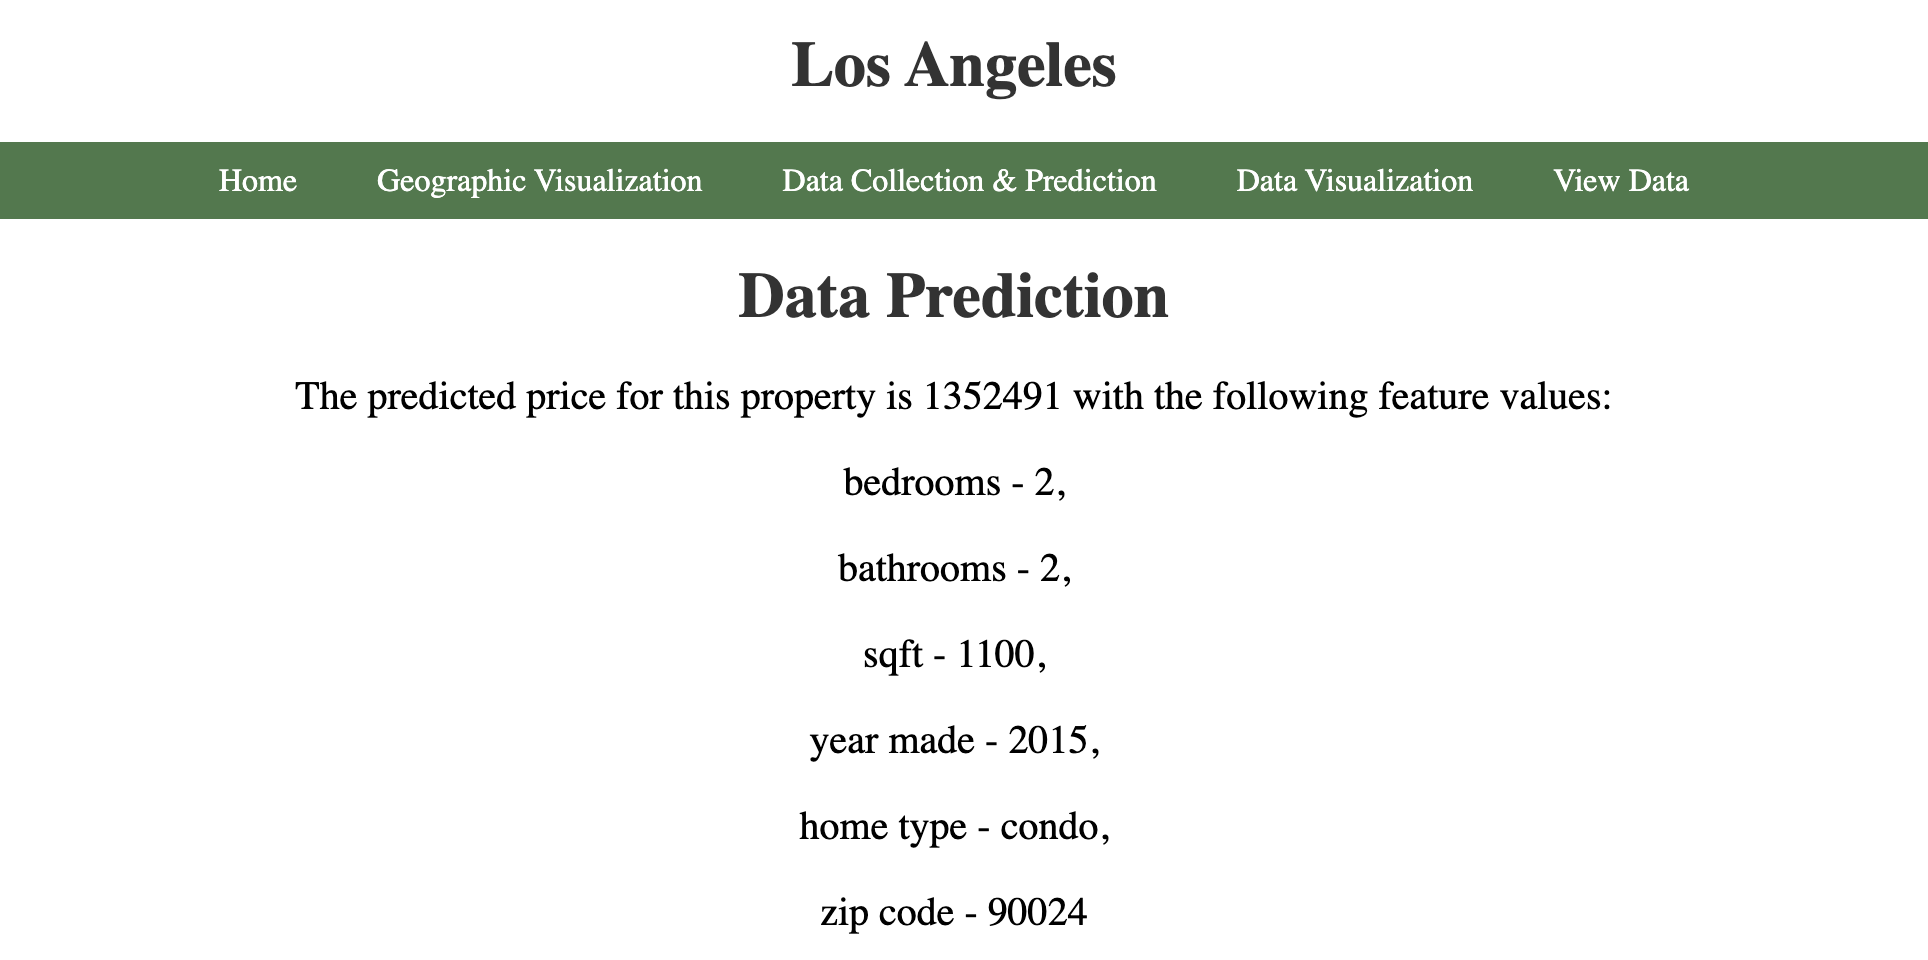 Los Angeles
Home Geographic Visualization Data Collection & Prediction Data Visualization View Data
Data Prediction
The predicted price for this property is 1352491 with the following feature values:
bedrooms - 2,
bathrooms - 2,
sqft - 1100,
year made - 2015,
home type - condo,
zip code - 90024